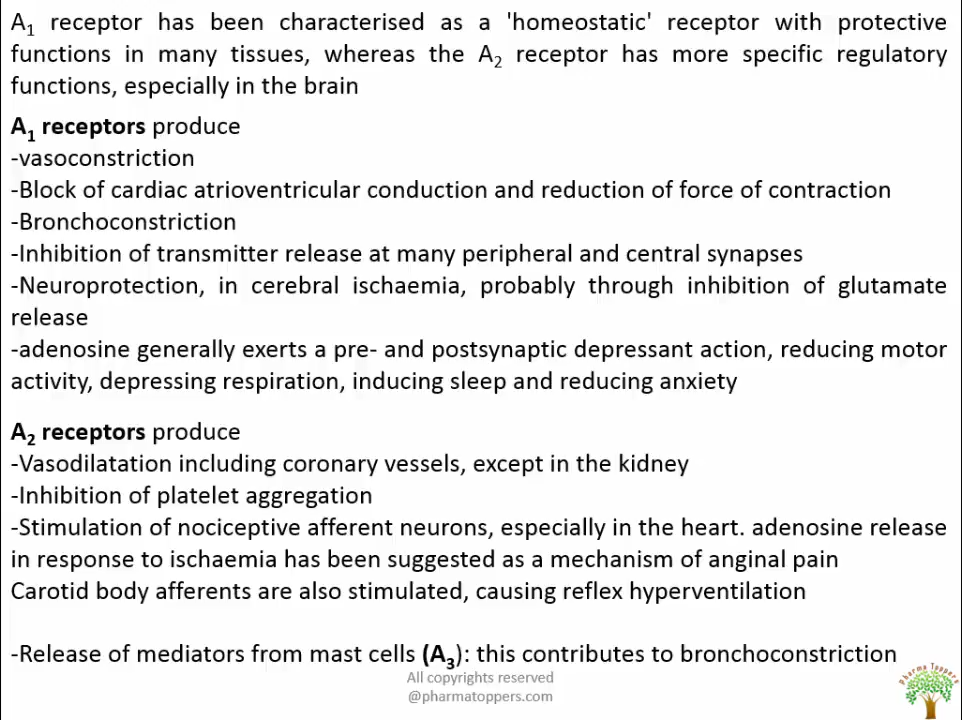 A1 receptor has been characterised as a 'homeostatic' receptor with protective
functions in many tissues, whereas the A2 receptor has more specific regulatory
functions, especially in the brain
A1 receptors produce
-vasoconstriction
-Block of cardiac atrioventricular conduction and reduction of force of contraction
-Bronchoconstriction
-Inhibition of transmitter release at many peripheral and central synapses
-Neuroprotection, in cerebral ischaemia, probably through inhibition of glutamate
release
-adenosine generally exerts a pre- and postsynaptic depressant action, reducing motor
activity, depressing respiration, inducing sleep and reducing anxiety
A2 receptors produce
-Vasodilatation including coronary vessels, except in the kidney
-Inhibition of platelet aggregation
-Stimulation of nociceptive afferent neurons, especially in the heart. adenosine release
in response to ischaemia has been suggested as a mechanism of anginal pain
Carotid body afferents are also stimulated, causing reflex hyperventilation
-Release of mediators from mast cells (A3): this contributes to bronchoconstriction
All copyrights reserved
@pharmatoppers.com
Pharma Toppers